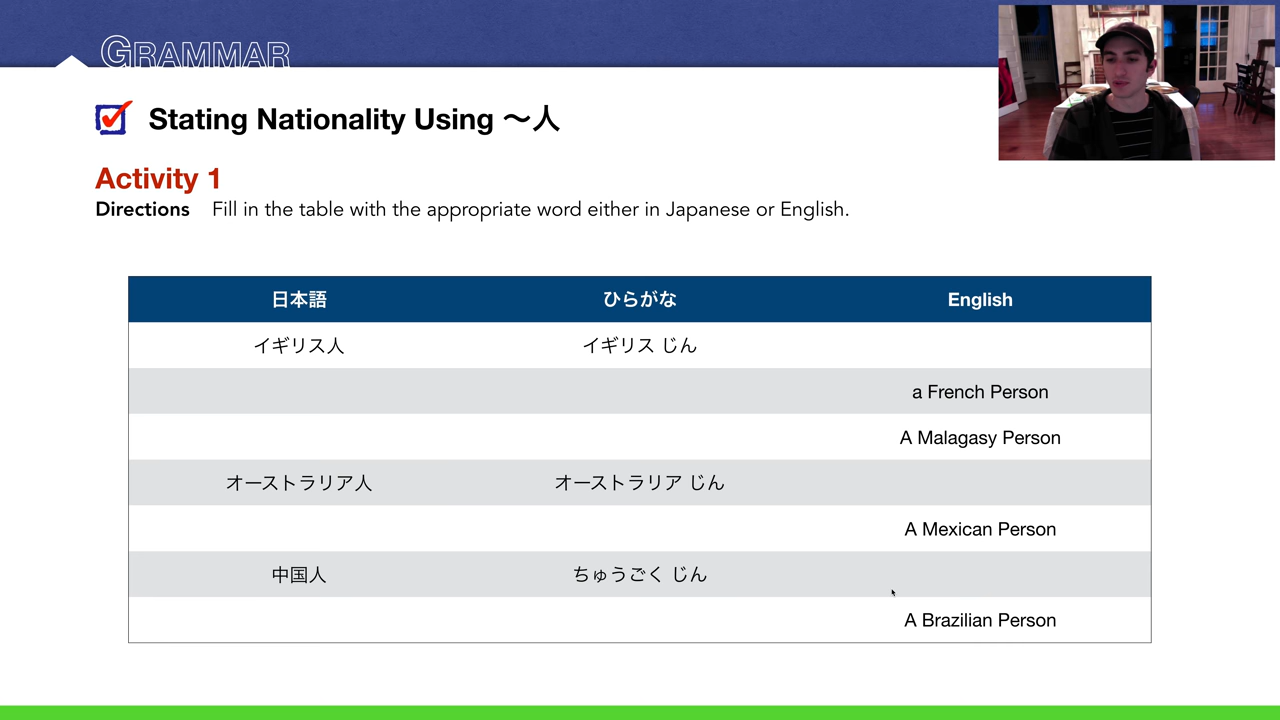 GRAMMAR
Stating Nationality Using 〜人
Activity 1
Directions Fill in the table with the appropriate word either in Japanese or English.
日本語 ひらがな English
イギリス人 イギリス じん
a French Person
A Malagasy Person
オーストラリア人 オーストラリア じん
A Mexican Person
中国人 ちゅうごく じん
A Brazilian Person